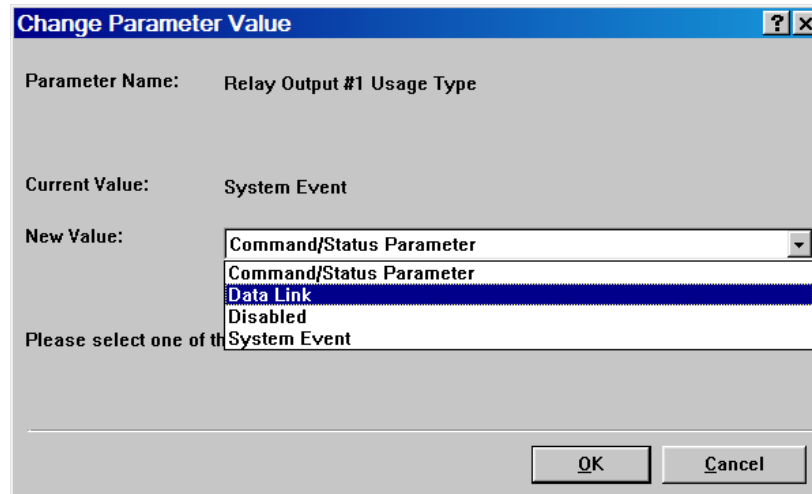 Change Parameter Value
? X
Parameter Name: Relay Output #1 Usage Type
Current Value: System Event
New Value: Command/Status Parameter
Command/Status Parameter
Data Link
Disabled
System Event
Please select one of th
OK Cancel